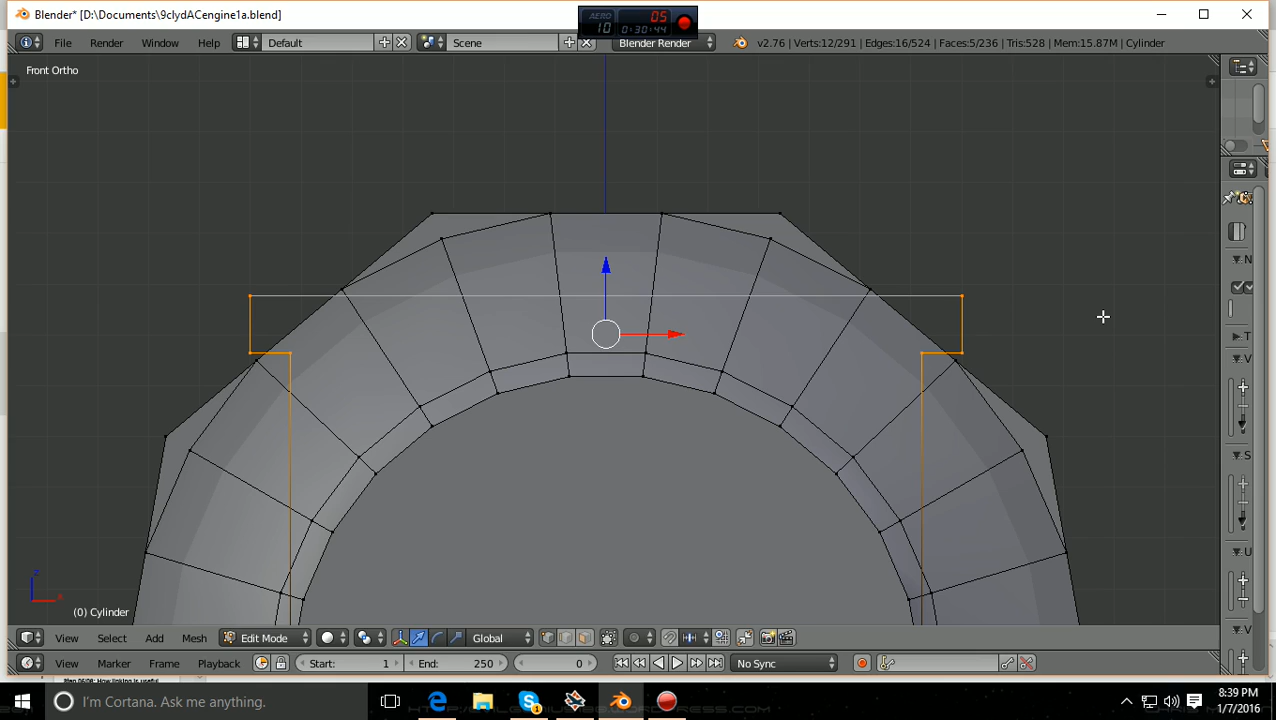 Blender* [D:\Documents\9clydACengine1a.blend]
AERO 05
10 0:30:44
File Render Window Help Default Scene Blender Render v2.76 | Verts:12/291 | Edges:16/524 | Faces:5/236 | Tris:528 | Mem:15.87M | Cylinder
Front Ortho
N
T
V
S
U
V
z
x
(0) Cylinder
View Select Add Mesh Edit Mode Global
View Marker Frame Playback Start: 1 End: 250 0 No Sync
I'm Cortana. Ask me anything.
1
8:39 PM
1/7/2016